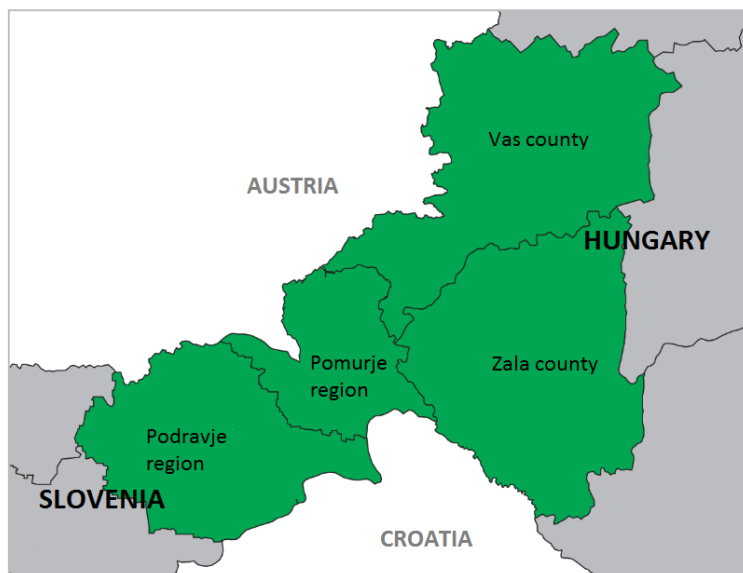 Vas county
AUSTRIA
HUNGARY
Pomurje
region
Zala county
Podravje
region
SLOVENIA
CROATIA